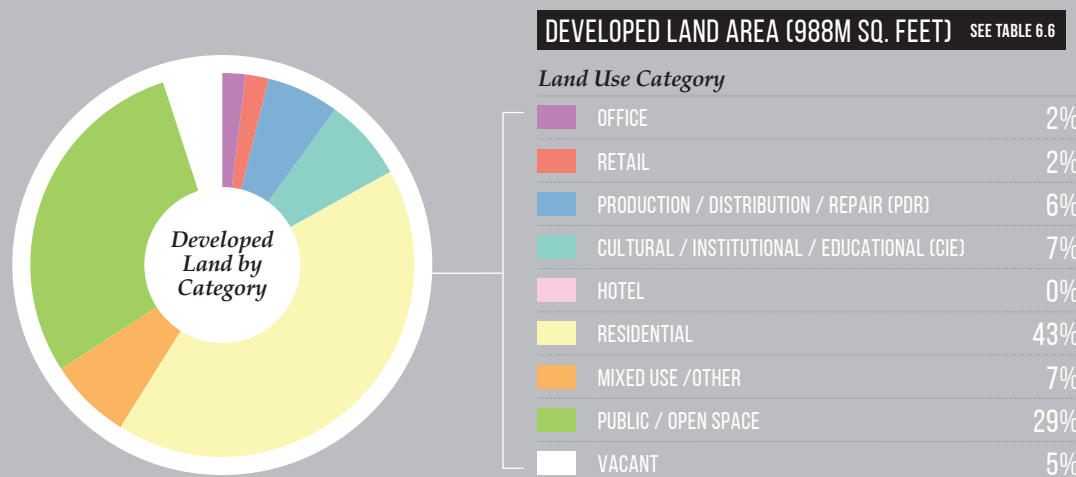 DEVELOPED LAND AREA (988M SQ. FEET) SEE TABLE 6.6
Land Use Category
OFFICE 2%
RETAIL 2%
PRODUCTION / DISTRIBUTION / REPAIR (PDR) 6%
CULTURAL / INSTITUTIONAL / EDUCATIONAL (CIE) 7%
HOTEL 0%
RESIDENTIAL 43%
MIXED USE /OTHER 7%
PUBLIC / OPEN SPACE 29%
VACANT 5%
Developed
Land by
Category